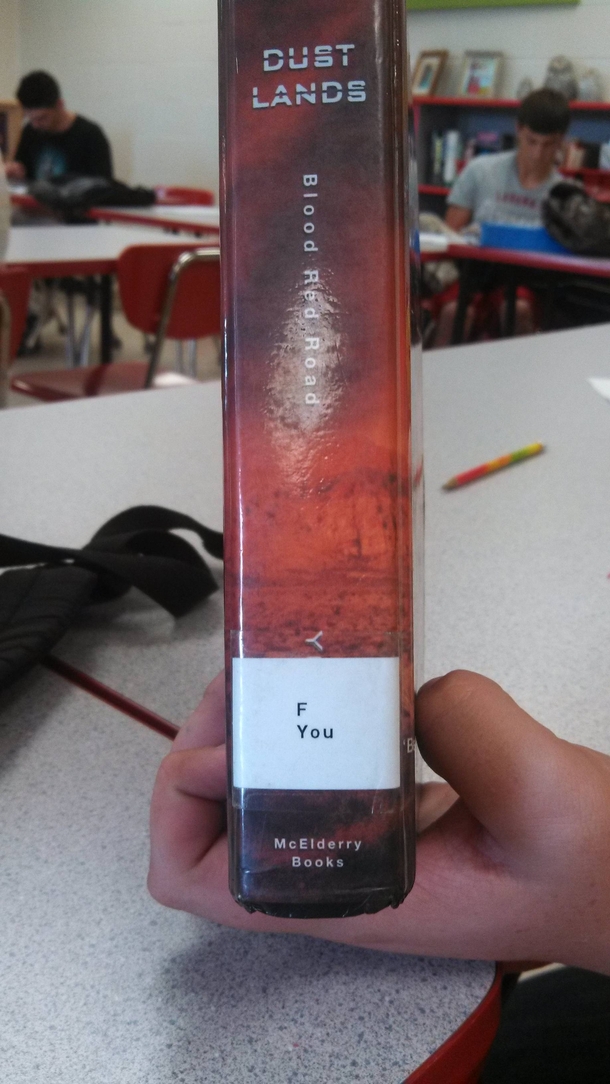 DUST
LANDS
Blood Red Road
Y
F
You
McElderry
Books
'B